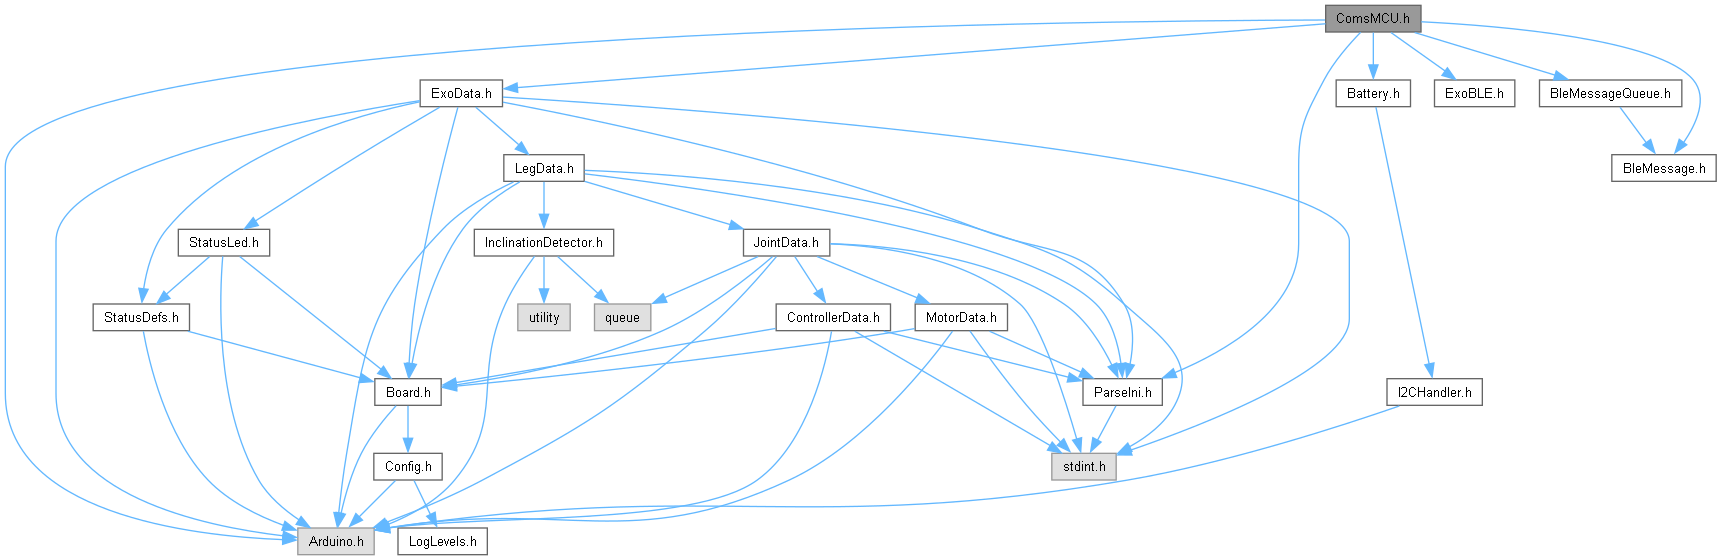 ComsMCU.h
ExoData.h
Battery.h
ExoBLE.h
BleMessageQueue.h
LegData.h
BleMessage.h
StatusLed.h
InclinationDetector.h
JointData.h
StatusDefs.h
utility
queue
ControllerData.h
MotorData.h
Board.h
ParseIni.h
I2CHandler.h
Config.h
stdint.h
Arduino.h
LogLevels.h